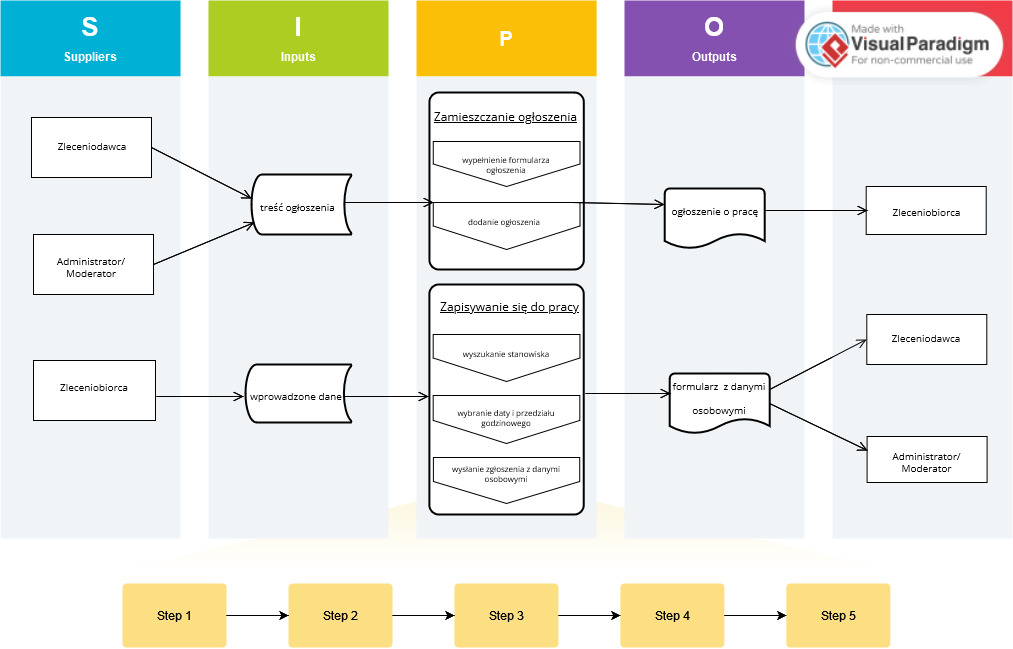 S
Suppliers
I
Inputs
P
O
Outputs
Made with
Visual Paradigm
For non-commercial use
Zleceniodawca
Administrator/
Moderator
Zleceniobiorca
treść ogłoszenia
wprowadzone dane
Zamieszczanie ogłoszenia
wypełnienie formularza
ogłoszenia
dodanie ogłoszenia
Zapisywanie się do pracy
wyszukanie stanowiska
wybranie daty i przedziału
godzinowego
wysłanie zgłoszenia z danymi
osobowymi
ogłoszenie o pracę
formularz z danymi
osobowymi
Zleceniobiorca
Zleceniodawca
Administrator/
Moderator
Step 1
Step 2
Step 3
Step 4
Step 5